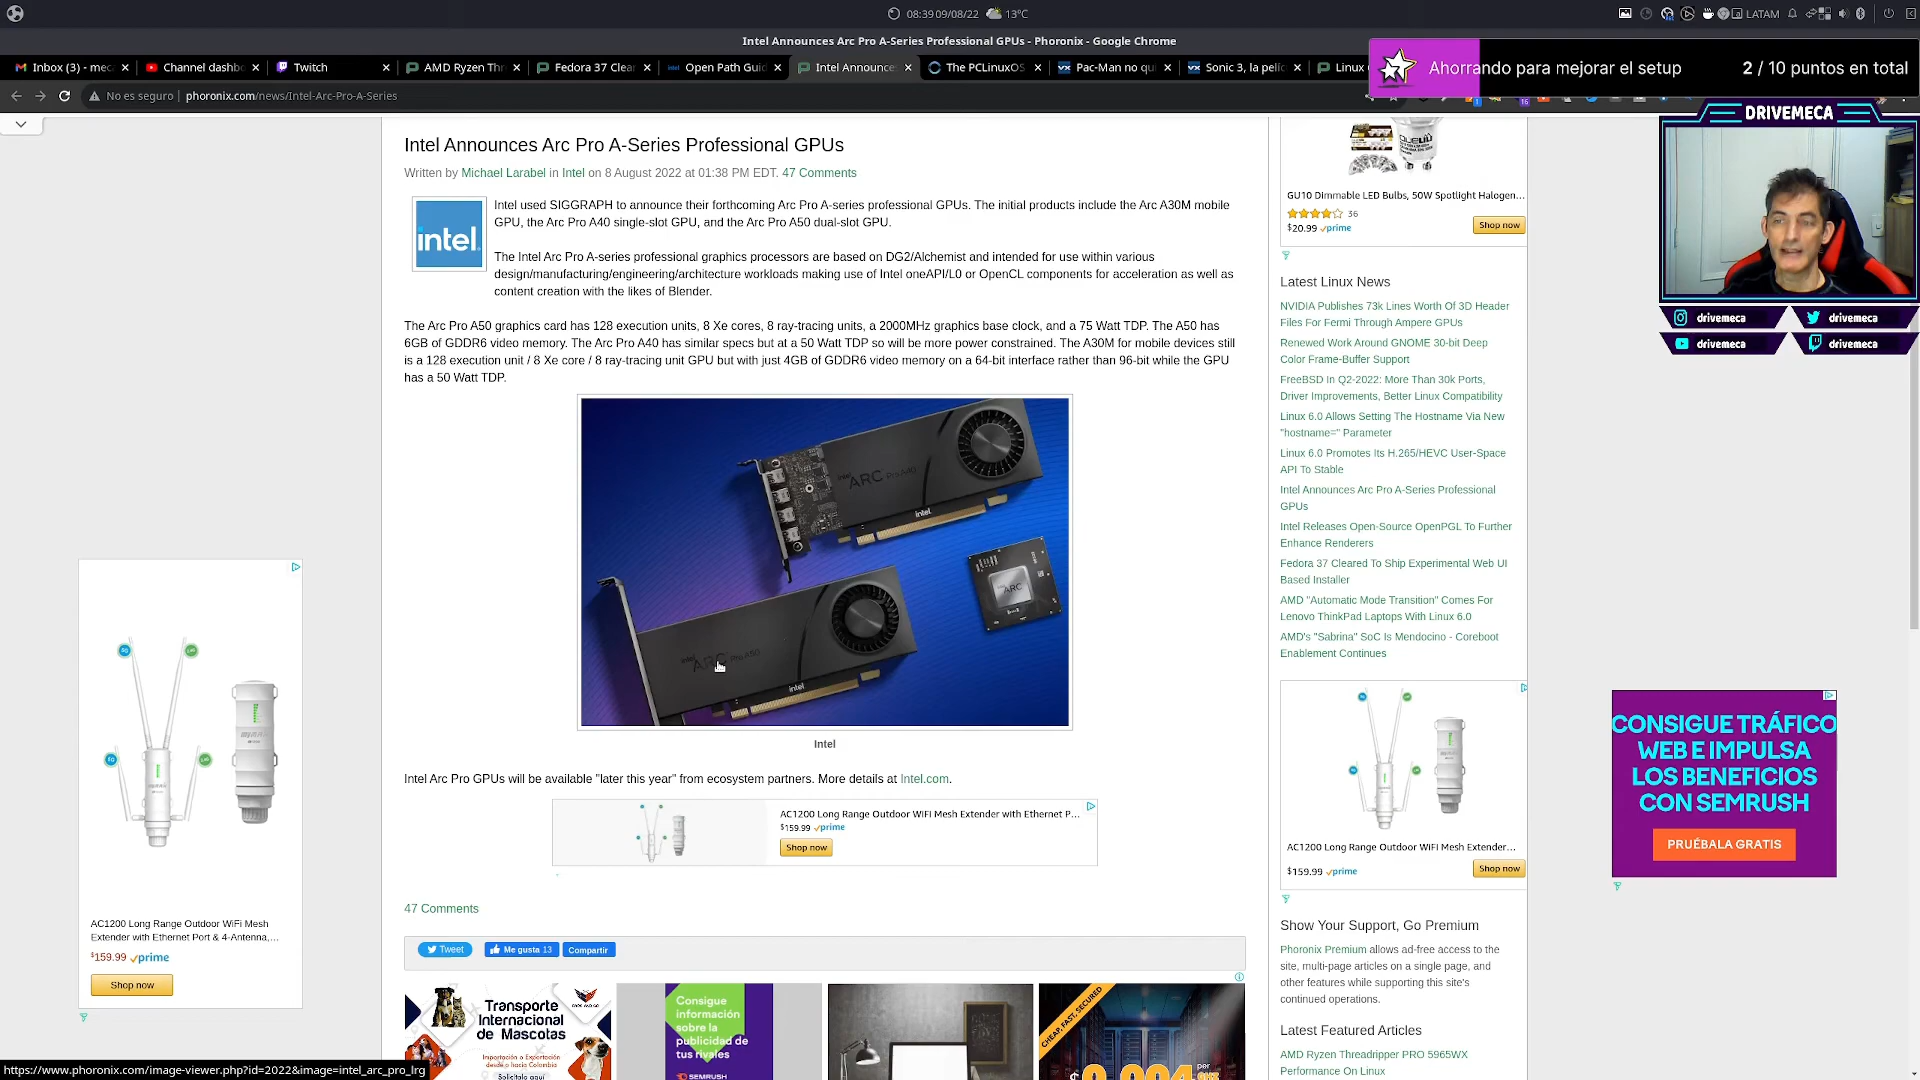 08:39 09/08/22 13°C
LATAM
Intel Announces Arc Pro A-Series Professional GPUs - Phoronix - Google Chrome
Inbox (3) - mec
Channel dashb
Twitch
AMD Ryzen Thr
Fedora 37 Clea
Open Path Guid
Intel Announce
The PCLinuxOS
Pac-Man no qu
Sonic 3, la pelíc
Linux
Ahorrando para mejorar el setup
2 / 10 puntos en total
No es seguro
phoronix.com/news/Intel-Arc-Pro-A-Series
DRIVEMECA
drivemeca
drivemeca
drivemeca
drivemeca
Intel Announces Arc Pro A-Series Professional GPUs
Written by Michael Larabel in Intel on 8 August 2022 at 01:38 PM EDT. 47 Comments
intel.
Intel used SIGGRAPH to announce their forthcoming Arc Pro A-series professional GPUs. The initial products include the Arc A30M mobile
GPU, the Arc Pro A40 single-slot GPU, and the Arc Pro A50 dual-slot GPU.
The Intel Arc Pro A-series professional graphics processors are based on DG2/Alchemist and intended for use within various
design/manufacturing/engineering/architecture workloads making use of Intel oneAPI/L0 or OpenCL components for acceleration as well as
content creation with the likes of Blender.
The Arc Pro A50 graphics card has 128 execution units, 8 Xe cores, 8 ray-tracing units, a 2000MHz graphics base clock, and a 75 Watt TDP. The A50 has
6GB of GDDR6 video memory. The Arc Pro A40 has similar specs but at a 50 Watt TDP so will be more power constrained. The A30M for mobile devices still
is a 128 execution unit / 8 Xe core / 8 ray-tracing unit GPU but with just 4GB of GDDR6 video memory on a 64-bit interface rather than 96-bit while the GPU
has a 50 Watt TDP.
intel ARC Pro A40
intel
ARC
intel ARC Pro A50
intel
Intel
Intel Arc Pro GPUs will be available "later this year" from ecosystem partners. More details at Intel.com.
AC1200 Long Range Outdoor WIFI Mesh Extender with Ethernet P...
$159.99 prime
Shop now
47 Comments
Tweet
Me gusta 13
Compartir
Transporte
Internacional
de Mascotas
Importación o Exportación
desde o hacia Colombia
Solicítalo aquí
Consigue
información
sobre la
publicidad de
tus rivales
SEMRUSH
CHEAP, FAST, SECURED
per
AC1200 Long Range Outdoor WiFi Mesh
Extender with Ethernet Port & 4-Antenna,...
$159.99 prime
Shop now
GU10 Dimmable LED Bulbs, 50W Spotlight Halogen...
36
$20.99 prime
Shop now
Latest Linux News
NVIDIA Publishes 73k Lines Worth Of 3D Header
Files For Fermi Through Ampere GPUs
Renewed Work Around GNOME 30-bit Deep
Color Frame-Buffer Support
FreeBSD In Q2-2022: More Than 30k Ports,
Driver Improvements, Better Linux Compatibility
Linux 6.0 Allows Setting The Hostname Via New
"hostname=" Parameter
Linux 6.0 Promotes Its H.265/HEVC User-Space
API To Stable
Intel Announces Arc Pro A-Series Professional
GPUs
Intel Releases Open-Source OpenPGL To Further
Enhance Renderers
Fedora 37 Cleared To Ship Experimental Web UI
Based Installer
AMD "Automatic Mode Transition" Comes For
Lenovo ThinkPad Laptops With Linux 6.0
AMD's "Sabrina" SoC Is Mendocino - Coreboot
Enablement Continues
AC1200 Long Range Outdoor WiFi Mesh Extender...
$159.99 prime
Shop now
Show Your Support, Go Premium
Phoronix Premium allows ad-free access to the
site, multi-page articles on a single page, and
other features while supporting this site's
continued operations.
Latest Featured Articles
AMD Ryzen Threadripper PRO 5965WX
Performance On Linux
CONSIGUE TRÁFICO
WEB E IMPULSA
LOS BENEFICIOS
CON SEMRUSH
PRUÉBALA GRATIS
https://www.phoronix.com/image-viewer.php?id=2022&image=intel_arc_pro_lrg